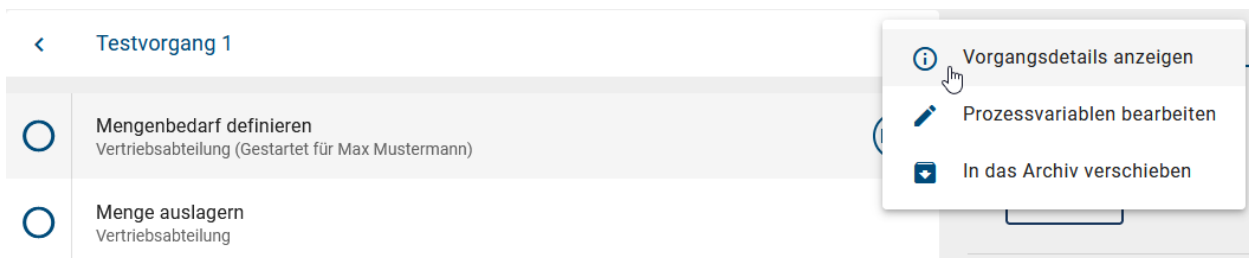 Testvorgang 1
Mengenbedarf definieren
Vertriebsabteilung (Gestartet für Max Mustermann)
Menge auslagern
Vertriebsabteilung
Vorgangsdetails anzeigen
Prozessvariablen bearbeiten
In das Archiv verschieben